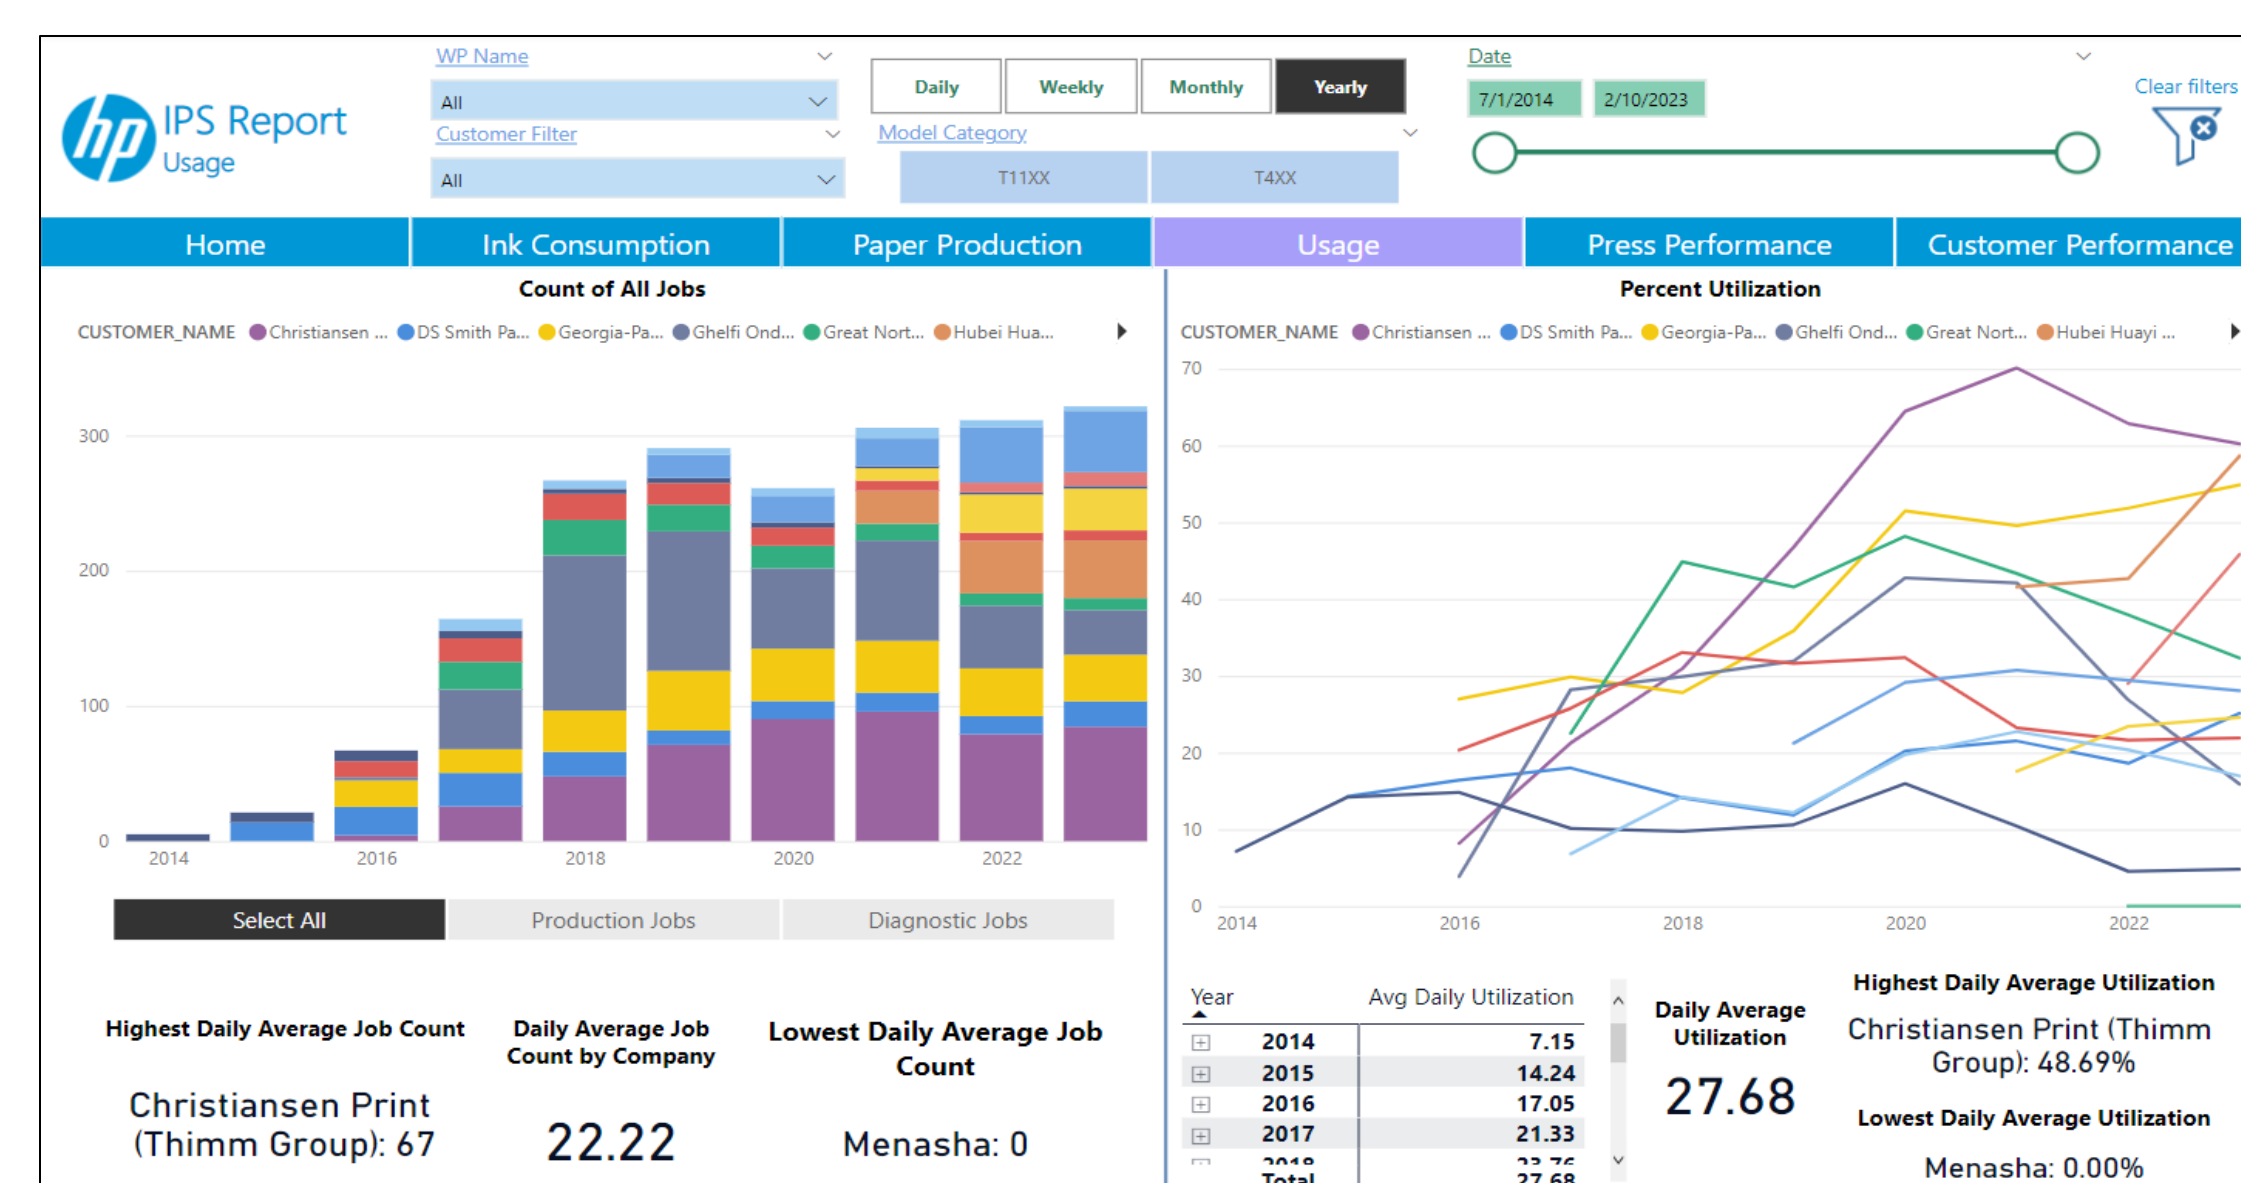 hp
IPS Report
Usage
WP Name
All
Customer Filter
All
Daily
Weekly
Monthly
Yearly
Model Category
T11XX
T4XX
Date
7/1/2014
2/10/2023
Clear filters
Home
Ink Consumption
Paper Production
Usage
Press Performance
Customer Performance
Count of All Jobs
CUSTOMER_NAME Christiansen ... DS Smith Pa... Georgia-Pa... Ghelfi Ond... Great Nort... Hubei Hua...
300
200
100
0
2014 2016 2018 2020 2022
Select All
Production Jobs
Diagnostic Jobs
Highest Daily Average Job Count
Christiansen Print
(Thimm Group): 67
Daily Average Job
Count by Company
22.22
Lowest Daily Average Job
Count
Menasha: 0
Percent Utilization
CUSTOMER_NAME Christiansen ... DS Smith Pa... Georgia-Pa... Ghelfi Ond... Great Nort... Hubei Huayi ...
70
60
50
40
30
20
10
0
2014 2016 2018 2020 2022
Year Avg Daily Utilization
2014 7.15
2015 14.24
2016 17.05
2017 21.33
2018 23.76
Total 27.68
Daily Average
Utilization
27.68
Highest Daily Average Utilization
Christiansen Print (Thimm
Group): 48.69%
Lowest Daily Average Utilization
Menasha: 0.00%